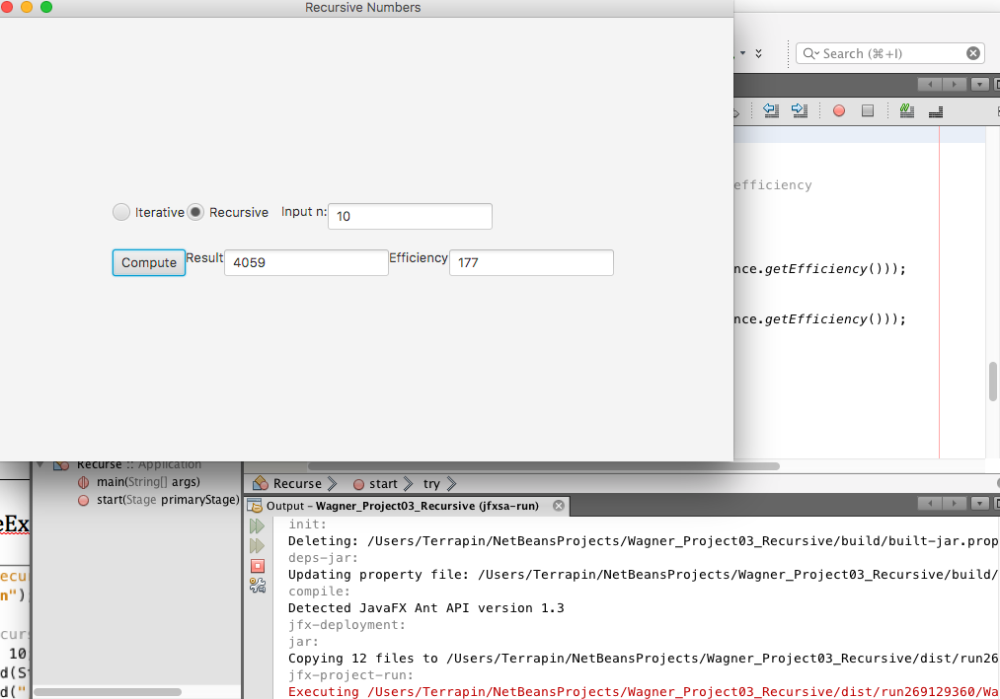 Recursive Numbers
Search (⌘+I)
efficiency
Iterative Recursive Input n: 10
Compute Result 4059 Efficiency 177
nce.getEfficiency()));
nce.getEfficiency()));
Recurse :: Application
main(String[] args)
start(Stage primaryStage)
Recurse start try
Output - Wagner_Project03_Recursive (jfxsa-run)
init:
Deleting: /Users/Terrapin/NetBeansProjects/Wagner_Project03_Recursive/build/built-jar.prop
deps-jar:
Updating property file: /Users/Terrapin/NetBeansProjects/Wagner_Project03_Recursive/build/
compile:
Detected JavaFX Ant API version 1.3
jfx-deployment:
jar:
Copying 12 files to /Users/Terrapin/NetBeansProjects/Wagner_Project03_Recursive/dist/run26
jfx-project-run:
Executing /Users/Terrapin/NetBeansProjects/Wagner_Project03_Recursive/dist/run269129360/Wa
eEx
ecu
n")
curs
10
d(S
d("